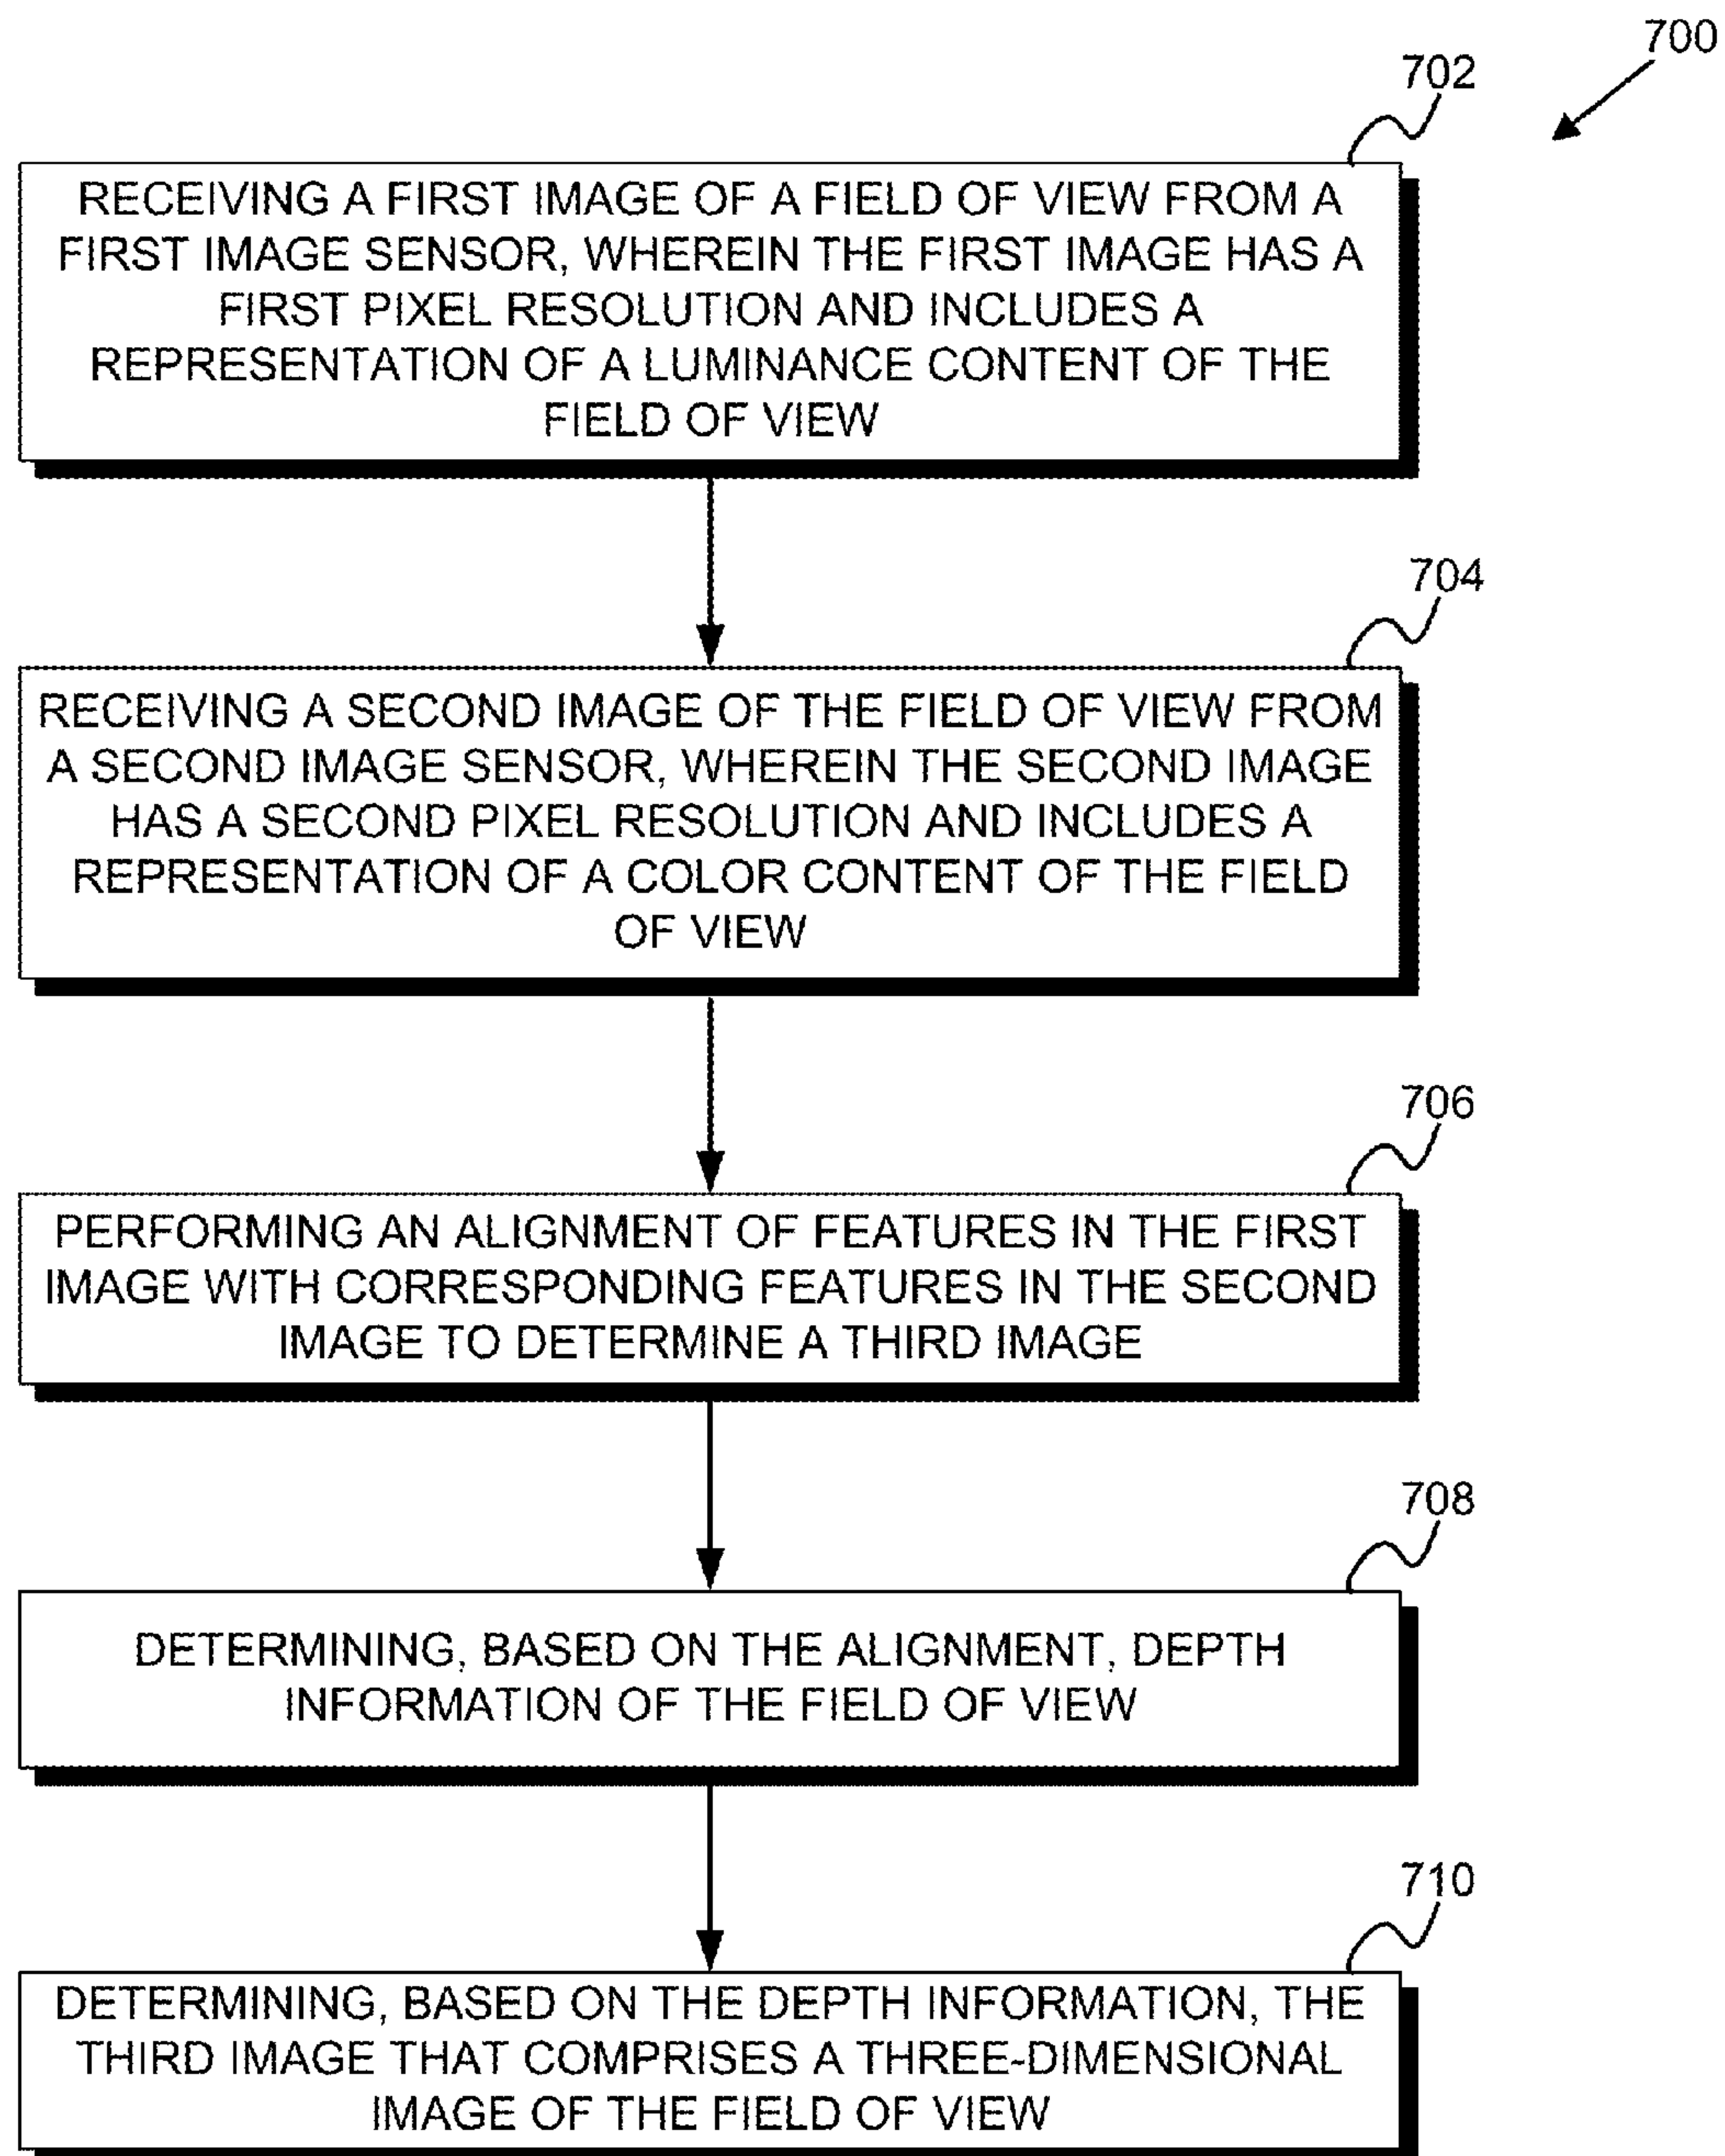 700
702
RECEIVING A FIRST IMAGE OF A FIELD OF VIEW FROM A
FIRST IMAGE SENSOR, WHEREIN THE FIRST IMAGE HAS A
FIRST PIXEL RESOLUTION AND INCLUDES A
REPRESENTATION OF A LUMINANCE CONTENT OF THE
FIELD OF VIEW
704
RECEIVING A SECOND IMAGE OF THE FIELD OF VIEW FROM
A SECOND IMAGE SENSOR, WHEREIN THE SECOND IMAGE
HAS A SECOND PIXEL RESOLUTION AND INCLUDES A
REPRESENTATION OF A COLOR CONTENT OF THE FIELD
OF VIEW
706
PERFORMING AN ALIGNMENT OF FEATURES IN THE FIRST
IMAGE WITH CORRESPONDING FEATURES IN THE SECOND
IMAGE TO DETERMINE A THIRD IMAGE
708
DETERMINING, BASED ON THE ALIGNMENT, DEPTH
INFORMATION OF THE FIELD OF VIEW
710
DETERMINING, BASED ON THE DEPTH INFORMATION, THE
THIRD IMAGE THAT COMPRISES A THREE-DIMENSIONAL
IMAGE OF THE FIELD OF VIEW